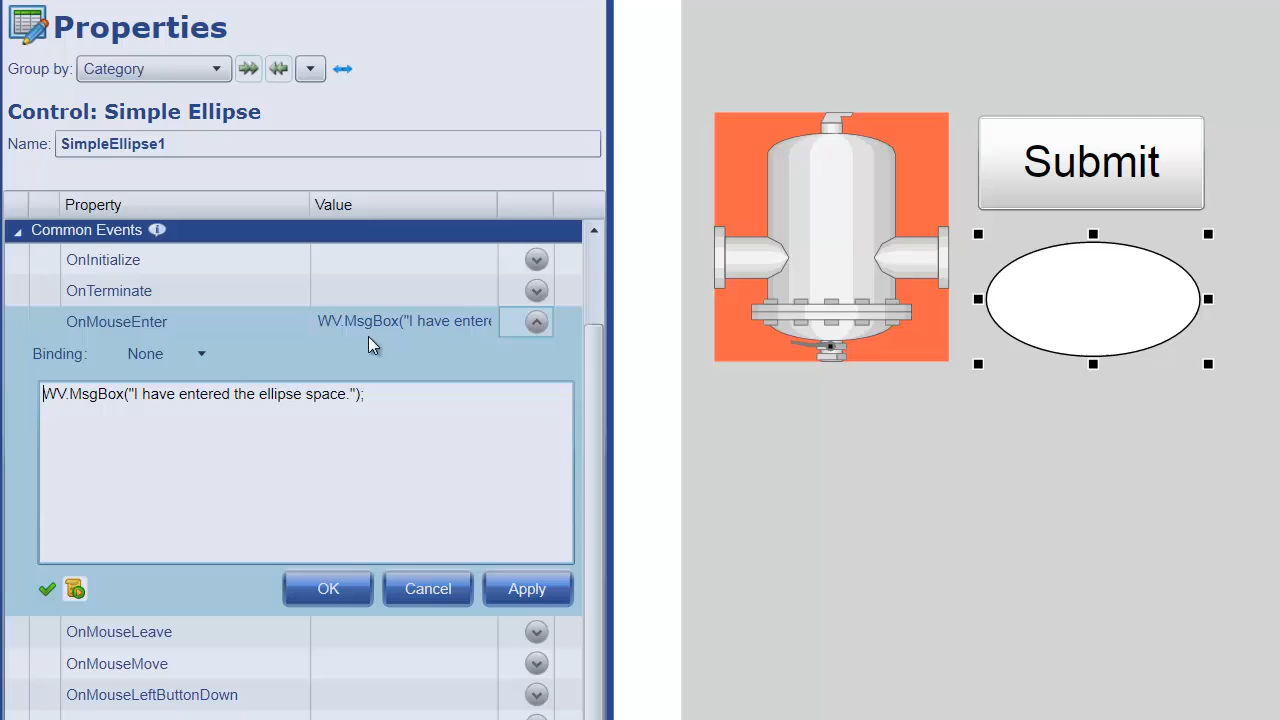 Properties
Group by: Category
Control: Simple Ellipse
Name: SimpleEllipse1
Property Value
Common Events
OnInitialize
OnTerminate
OnMouseEnter WV.MsgBox("I have entere
Binding: None
WV.MsgBox("I have entered the ellipse space.");
OK Cancel Apply
OnMouseLeave
OnMouseMove
OnMouseLeftButtonDown
Submit